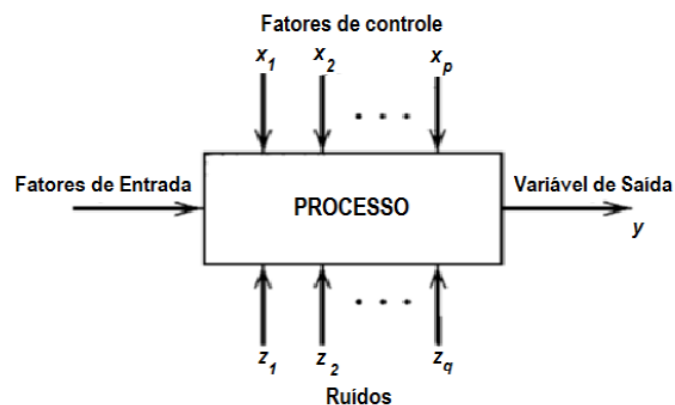 Fatores de controle
x1 x2 xp
. . .
Fatores de Entrada
PROCESSO
Variável de Saída
y
. . .
z1 z2 zq
Ruídos